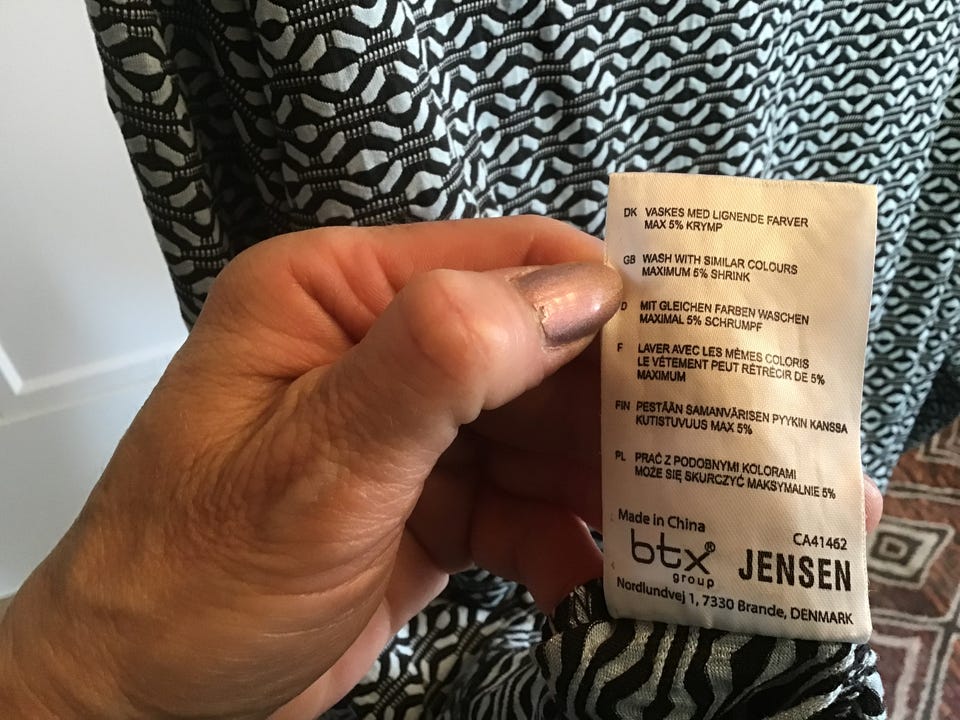 DK VASKES MED LIGNENDE FARVER
MAX 5% KRYMP
GB WASH WITH SIMILAR COLOURS
MAXIMUM 5% SHRINK
D MIT GLEICHEN FARBEN WASCHEN
MAXIMAL 5% SCHRUMPF
F LAVER AVEC LES MÊMES COLORIS
LE VÊTEMENT PEUT RÊTRÉCIR DE 5%
MAXIMUM
FIN PESTÄÄN SAMANVÄRISEN PYYKIN KANSSA
KUTISTUVUUS MAX 5%
PL PRAĆ Z PODOBNYMI KOLORAMI
MOŻE SIĘ SKURCZYĆ MAKSYMALNIE 5%
Made in China
CA41462
btx® group
JENSEN
Nordlundvej 1, 7330 Brande, DENMARK